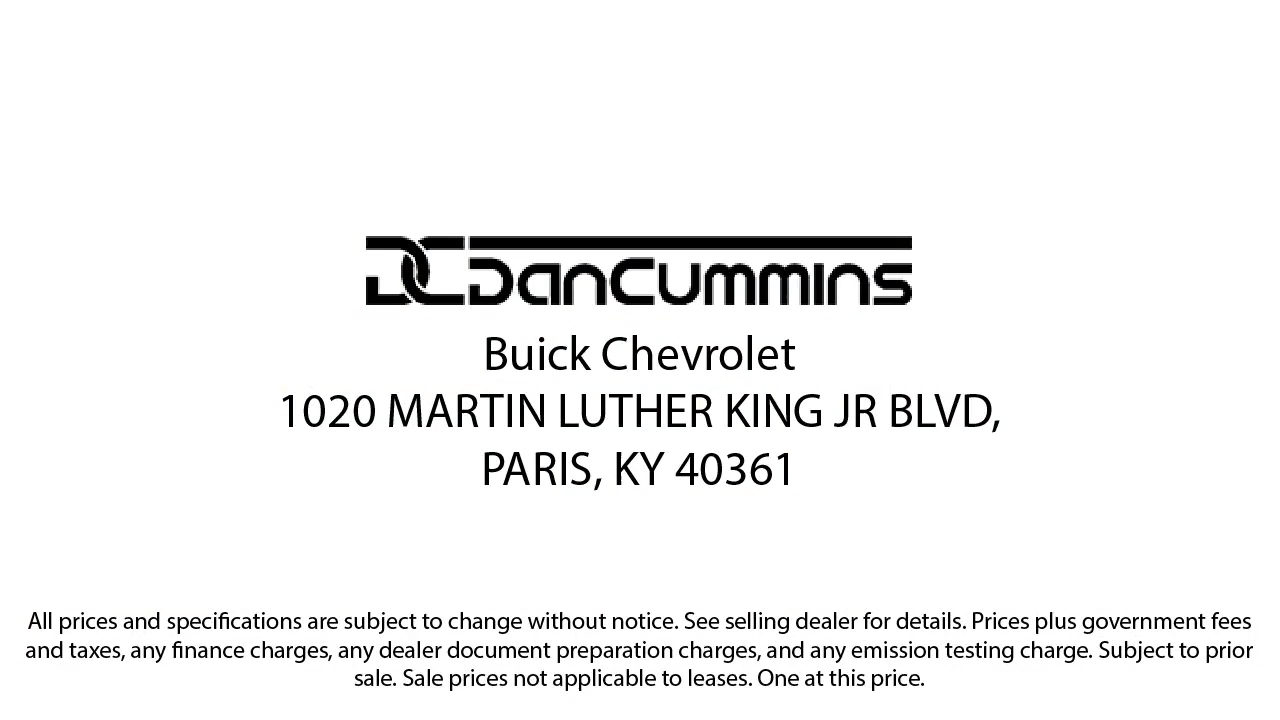 DC DanCummins
Buick Chevrolet
1020 MARTIN LUTHER KING JR BLVD,
PARIS, KY 40361
All prices and specifications are subject to change without notice. See selling dealer for details. Prices plus government fees
and taxes, any finance charges, any dealer document preparation charges, and any emission testing charge. Subject to prior
sale. Sale prices not applicable to leases. One at this price.